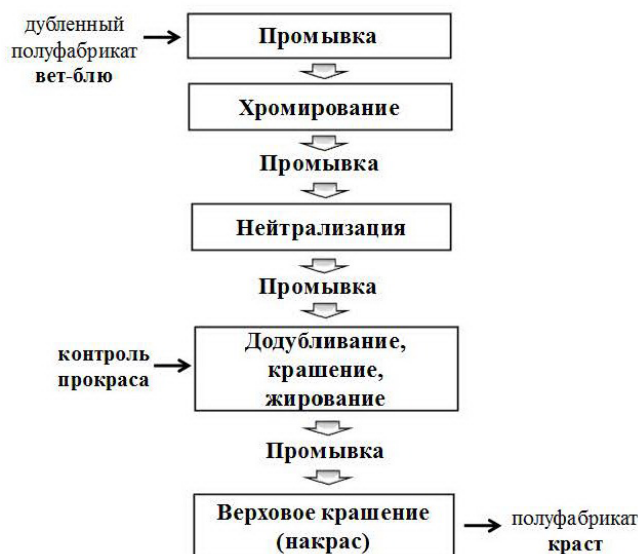 дубленный
полуфабрикат
вет-блю
Промывка
Хромирование
Промывка
Нейтрализация
Промывка
контроль
прокраса
Додубливание,
крашение,
жирование
Промывка
Верховое крашение
(накрас)
полуфабрикат
краст